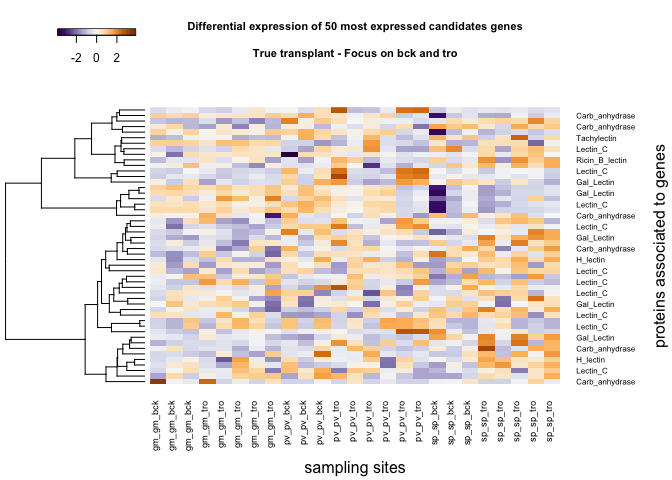 Differential expression of 50 most expressed candidates genes
True transplant - Focus on bck and tro
-2 0 2
Carb_anhydrase
Carb_anhydrase
Tachylectin
Lectin_C
Ricin_B_lectin
Lectin_C
Gal_Lectin
Gal_Lectin
Lectin_C
Carb_anhydrase
Lectin_C
Gal_Lectin
Carb_anhydrase
H_lectin
Lectin_C
Lectin_C
Lectin_C
Gal_Lectin
Lectin_C
Lectin_C
Gal_Lectin
Carb_anhydrase
H_lectin
Lectin_C
Carb_anhydrase
proteins associated to genes
gm_gm_bck
gm_gm_bck
gm_gm_bck
gm_gm_tro
gm_gm_tro
gm_gm_tro
gm_gm_tro
gm_gm_tro
pv_pv_bck
pv_pv_bck
pv_pv_bck
pv_pv_tro
pv_pv_tro
pv_pv_tro
pv_pv_tro
pv_pv_tro
pv_pv_tro
sp_sp_bck
sp_sp_bck
sp_sp_bck
sp_sp_tro
sp_sp_tro
sp_sp_tro
sp_sp_tro
sp_sp_tro
sampling sites